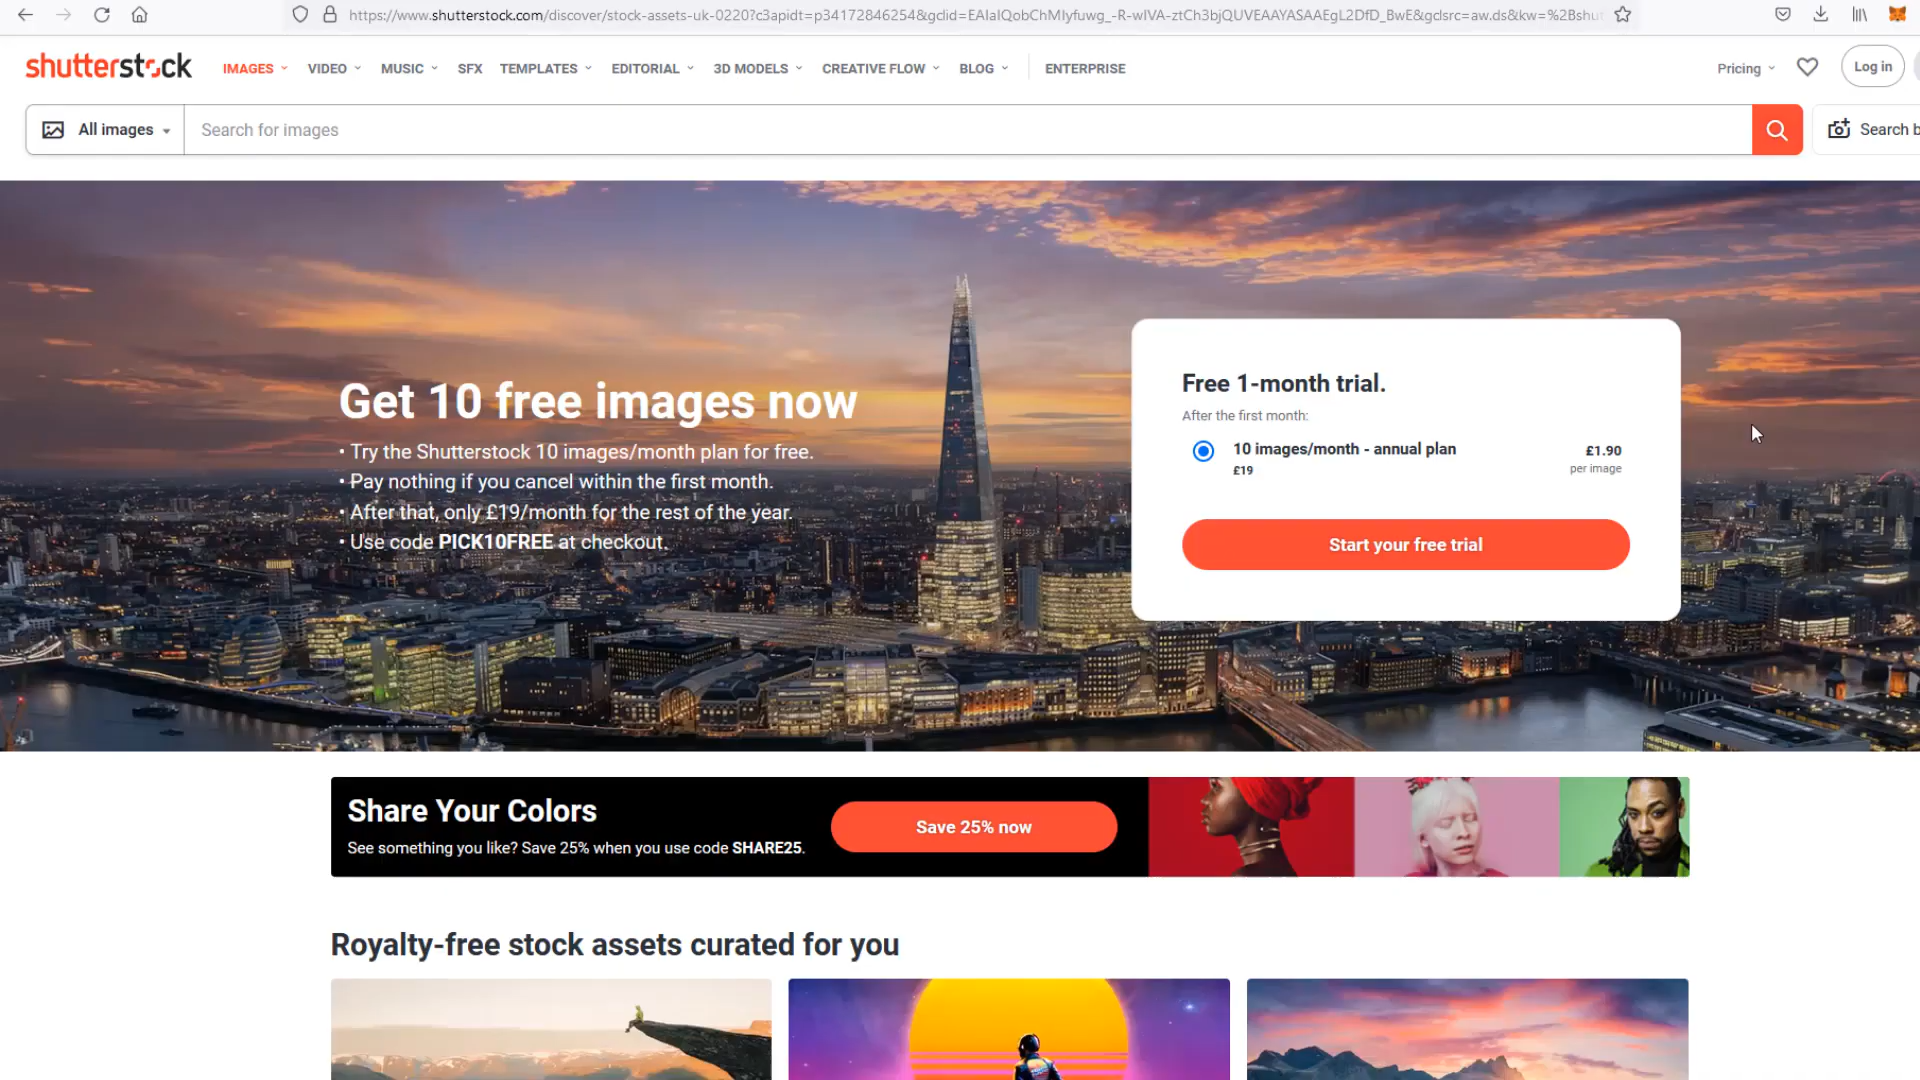 https://www.shutterstock.com/discover/stock-assets-uk-0220?c3apidt=p34172846254&gclid=EAIaIQobChMIyfuwg_-R-wIVA-ztCh3bjQUVEAAYASAAEgL2DfD_BwE&gclsrc=aw.ds&kw=%2Bshu
shutterstock
IMAGES VIDEO MUSIC SFX TEMPLATES EDITORIAL 3D MODELS CREATIVE FLOW BLOG ENTERPRISE
Pricing Log in
All images Search for images Search b
Get 10 free images now
• Try the Shutterstock 10 images/month plan for free.
• Pay nothing if you cancel within the first month.
• After that, only £19/month for the rest of the year.
• Use code PICK10FREE at checkout.
Free 1-month trial.
After the first month:
10 images/month - annual plan £1.90
£19 per image
Start your free trial
Share Your Colors
See something you like? Save 25% when you use code SHARE25.
Save 25% now
Royalty-free stock assets curated for you